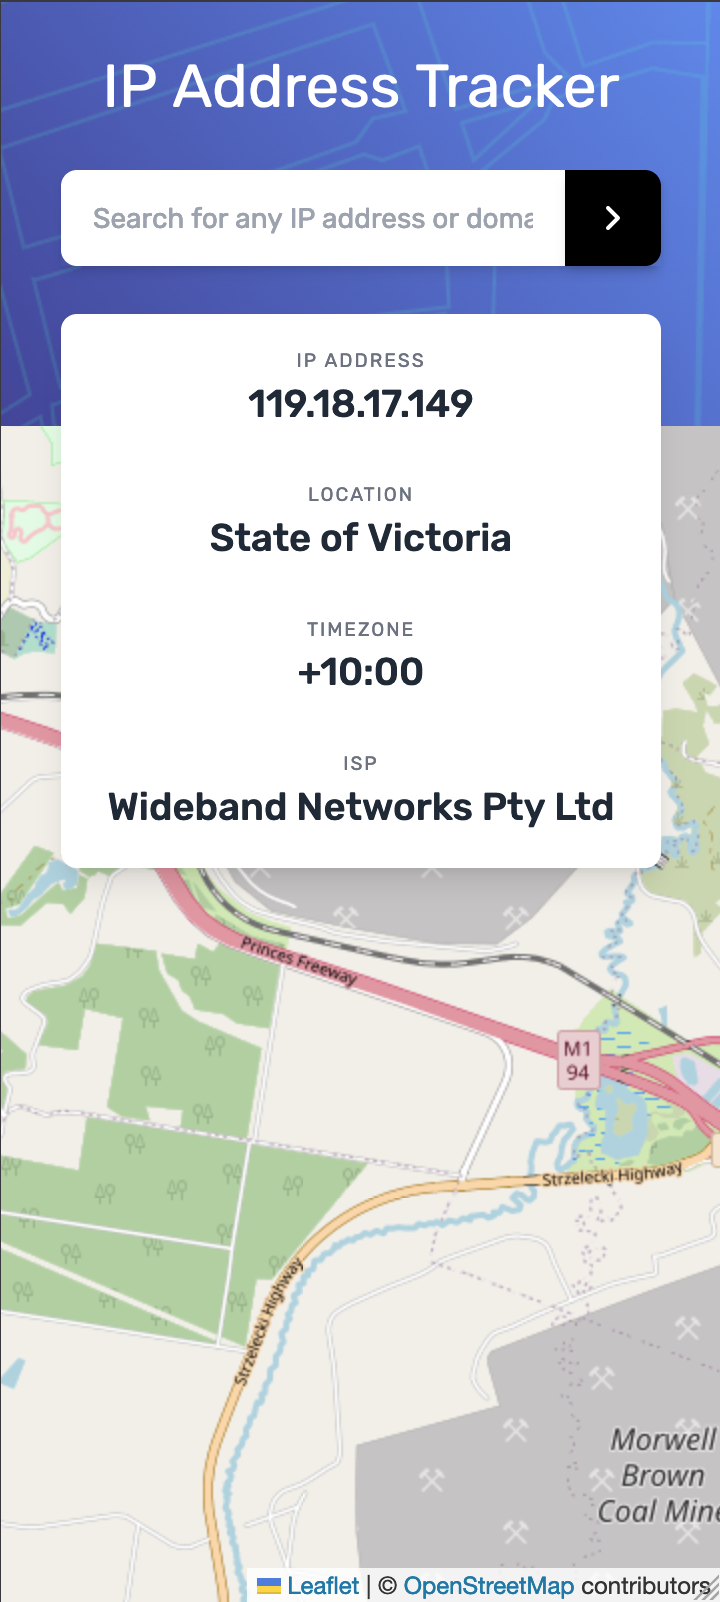 IP Address Tracker
Search for any IP address or doma
IP ADDRESS
119.18.17.149
LOCATION
State of Victoria
TIMEZONE
+10:00
ISP
Wideband Networks Pty Ltd
Princes Freeway
M1
94
Strzelecki Highway
Strzelecki Highway
Morwell
Brown
Coal Mine
Leaflet | © OpenStreetMap contributors